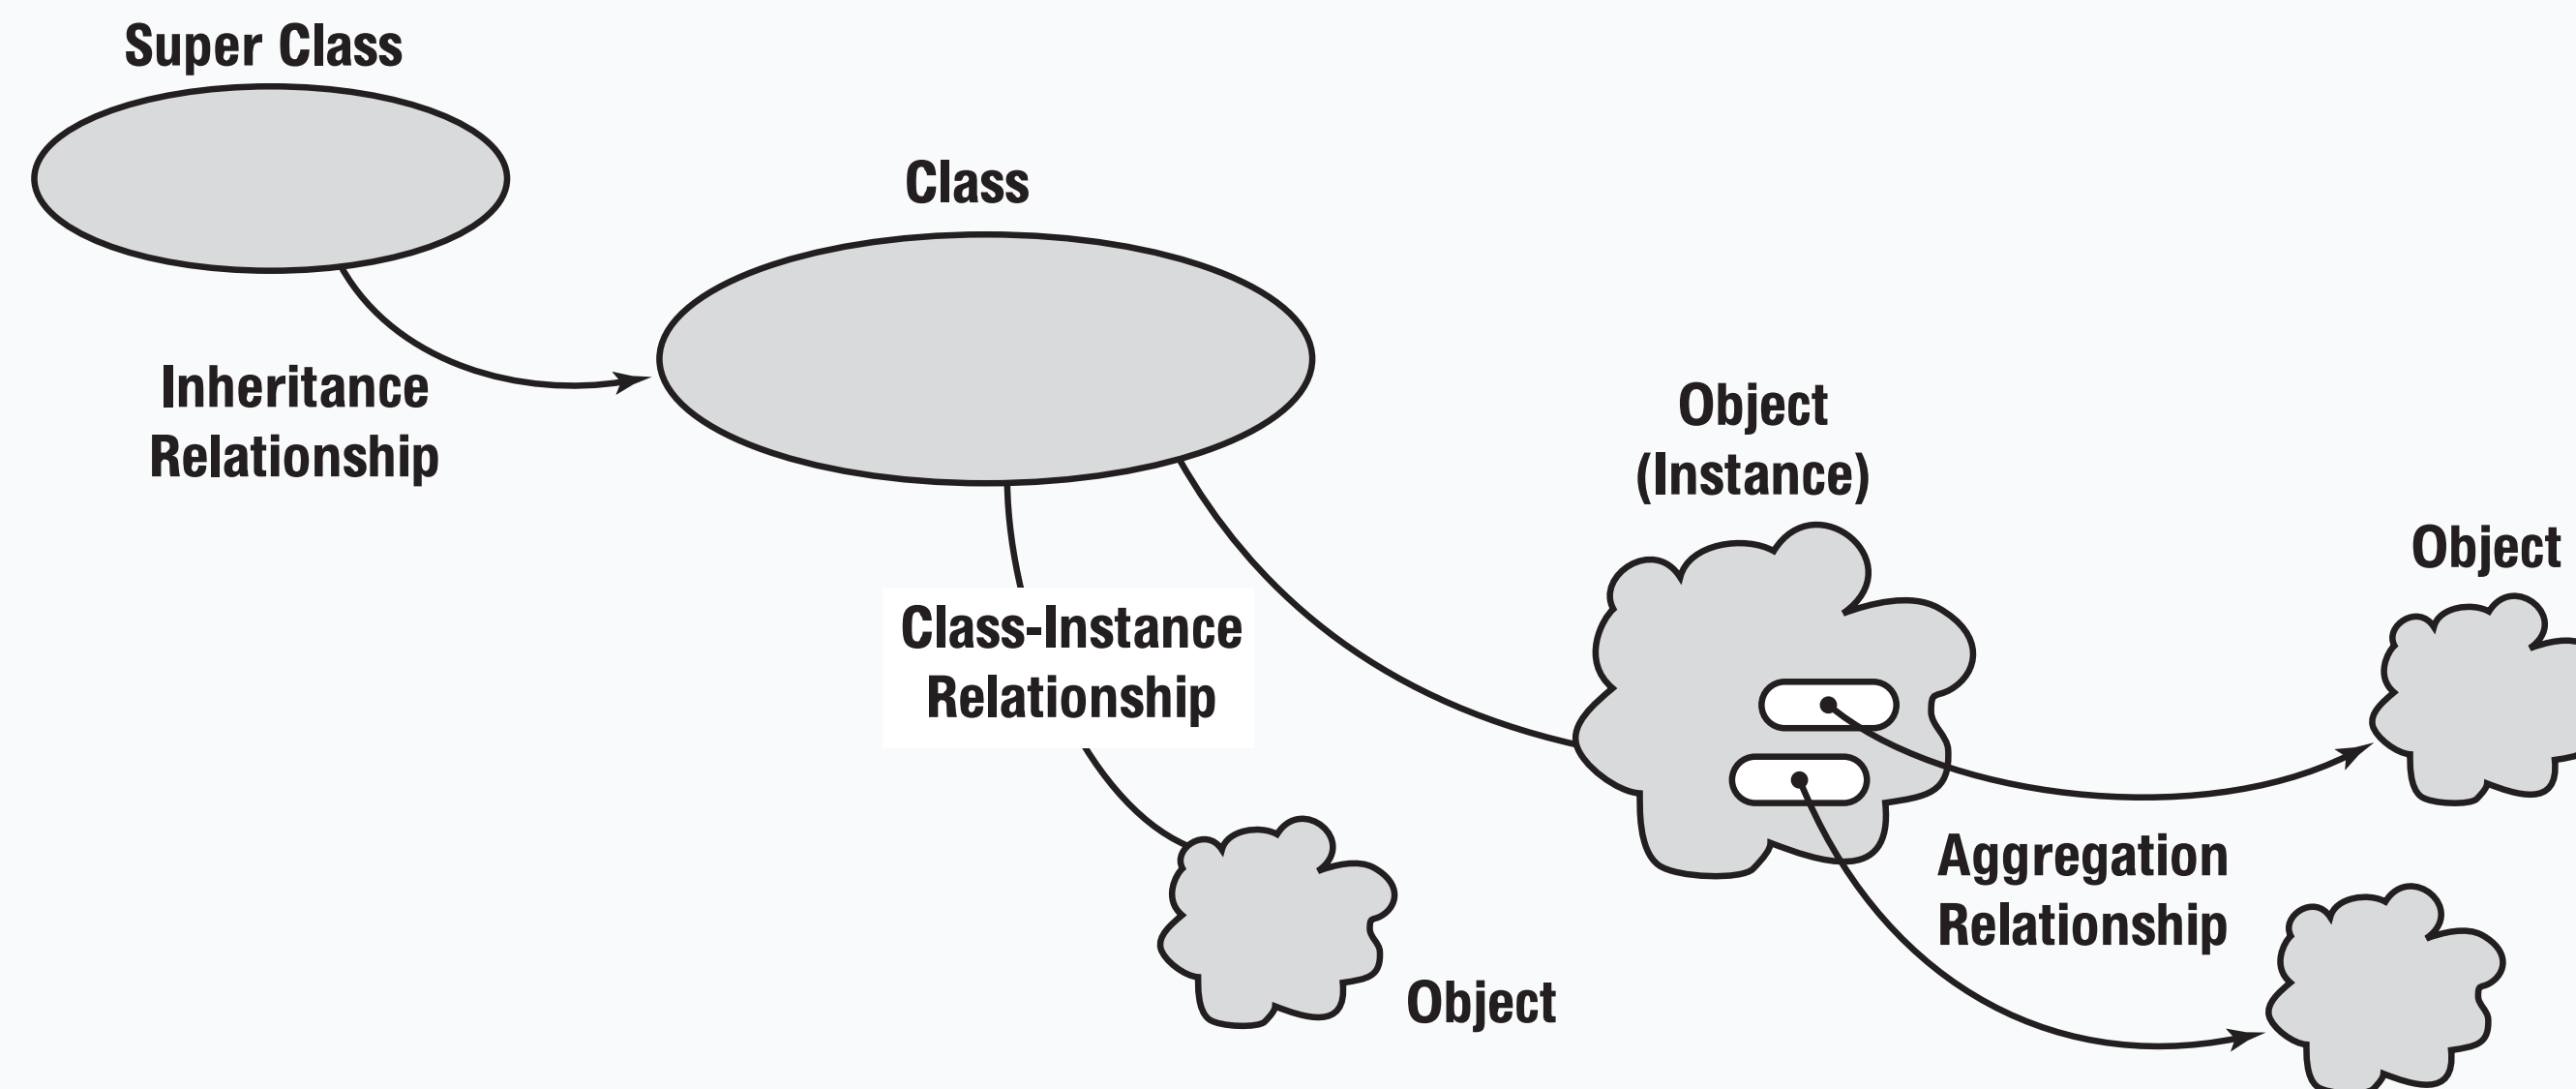 Super Class
Class
Inheritance
Relationship
Object
(Instance)
Object
Class-Instance
Relationship
Aggregation
Relationship
Object